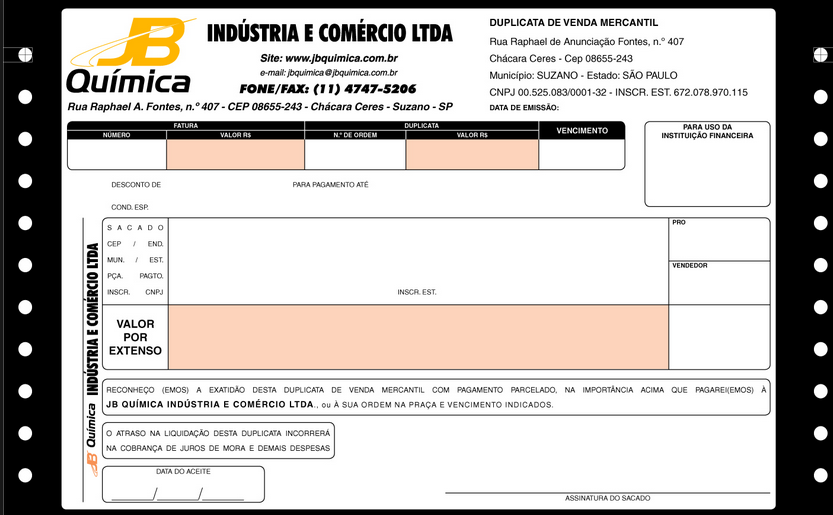 JB
Química
INDÚSTRIA E COMÉRCIO LTDA
Site: www.jbquimica.com.br
e-mail: jbquimica@jbquimica.com.br
FONE/FAX: (11) 4747-5206
Rua Raphael A. Fontes, n.º 407 - CEP 08655-243 - Chácara Ceres - Suzano - SP
DUPLICATA DE VENDA MERCANTIL
Rua Raphael de Anunciação Fontes, n.º 407
Chácara Ceres - Cep 08655-243
Município: SUZANO - Estado: SÃO PAULO
CNPJ 00.525.083/0001-32 - INSCR. EST. 672.078.970.115
DATA DE EMISSÃO:
FATURA DUPLICATA
NÚMERO VALOR R$ N.º DE ORDEM VALOR R$ VENCIMENTO
PARA USO DA
INSTITUIÇÃO FINANCEIRA
DESCONTO DE PARA PAGAMENTO ATÉ
COND. ESP.
SACADO
CEP / END.
MUN. / EST.
PÇA. PAGTO.
INSCR. CNPJ INSCR. EST.
PRO
VENDEDOR
VALOR
POR
EXTENSO
JB Química INDÚSTRIA E COMÉRCIO LTDA
RECONHEÇO (EMOS) A EXATIDÃO DESTA DUPLICATA DE VENDA MERCANTIL COM PAGAMENTO PARCELADO, NA IMPORTÂNCIA ACIMA QUE PAGAREI(EMOS) À
JB QUÍMICA INDÚSTRIA E COMÉRCIO LTDA., ou À SUA ORDEM NA PRAÇA E VENCIMENTO INDICADOS.
O ATRASO NA LIQUIDAÇÃO DESTA DUPLICATA INCORRERÁ
NA COBRANÇA DE JUROS DE MORA E DEMAIS DESPESAS
DATA DO ACEITE
______/______/______
ASSINATURA DO SACADO